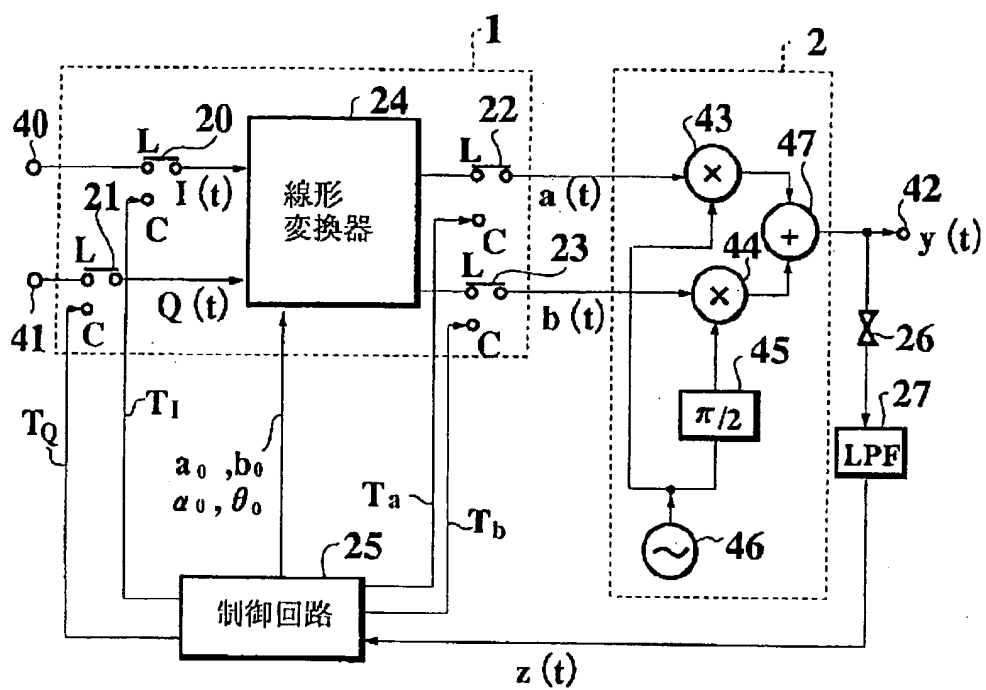 1
2
40
L
20
24
22
43
47
42
I (t)
L
a (t)
y (t)
21
C
線形
変換器
C
L
Q (t)
L
23
44
41
C
b (t)
C
45
26
T_Q
T_I
π/2
27
LPF
a₀ , b₀
α₀ , θ₀
T_a
T_b
46
25
制御回路
z (t)